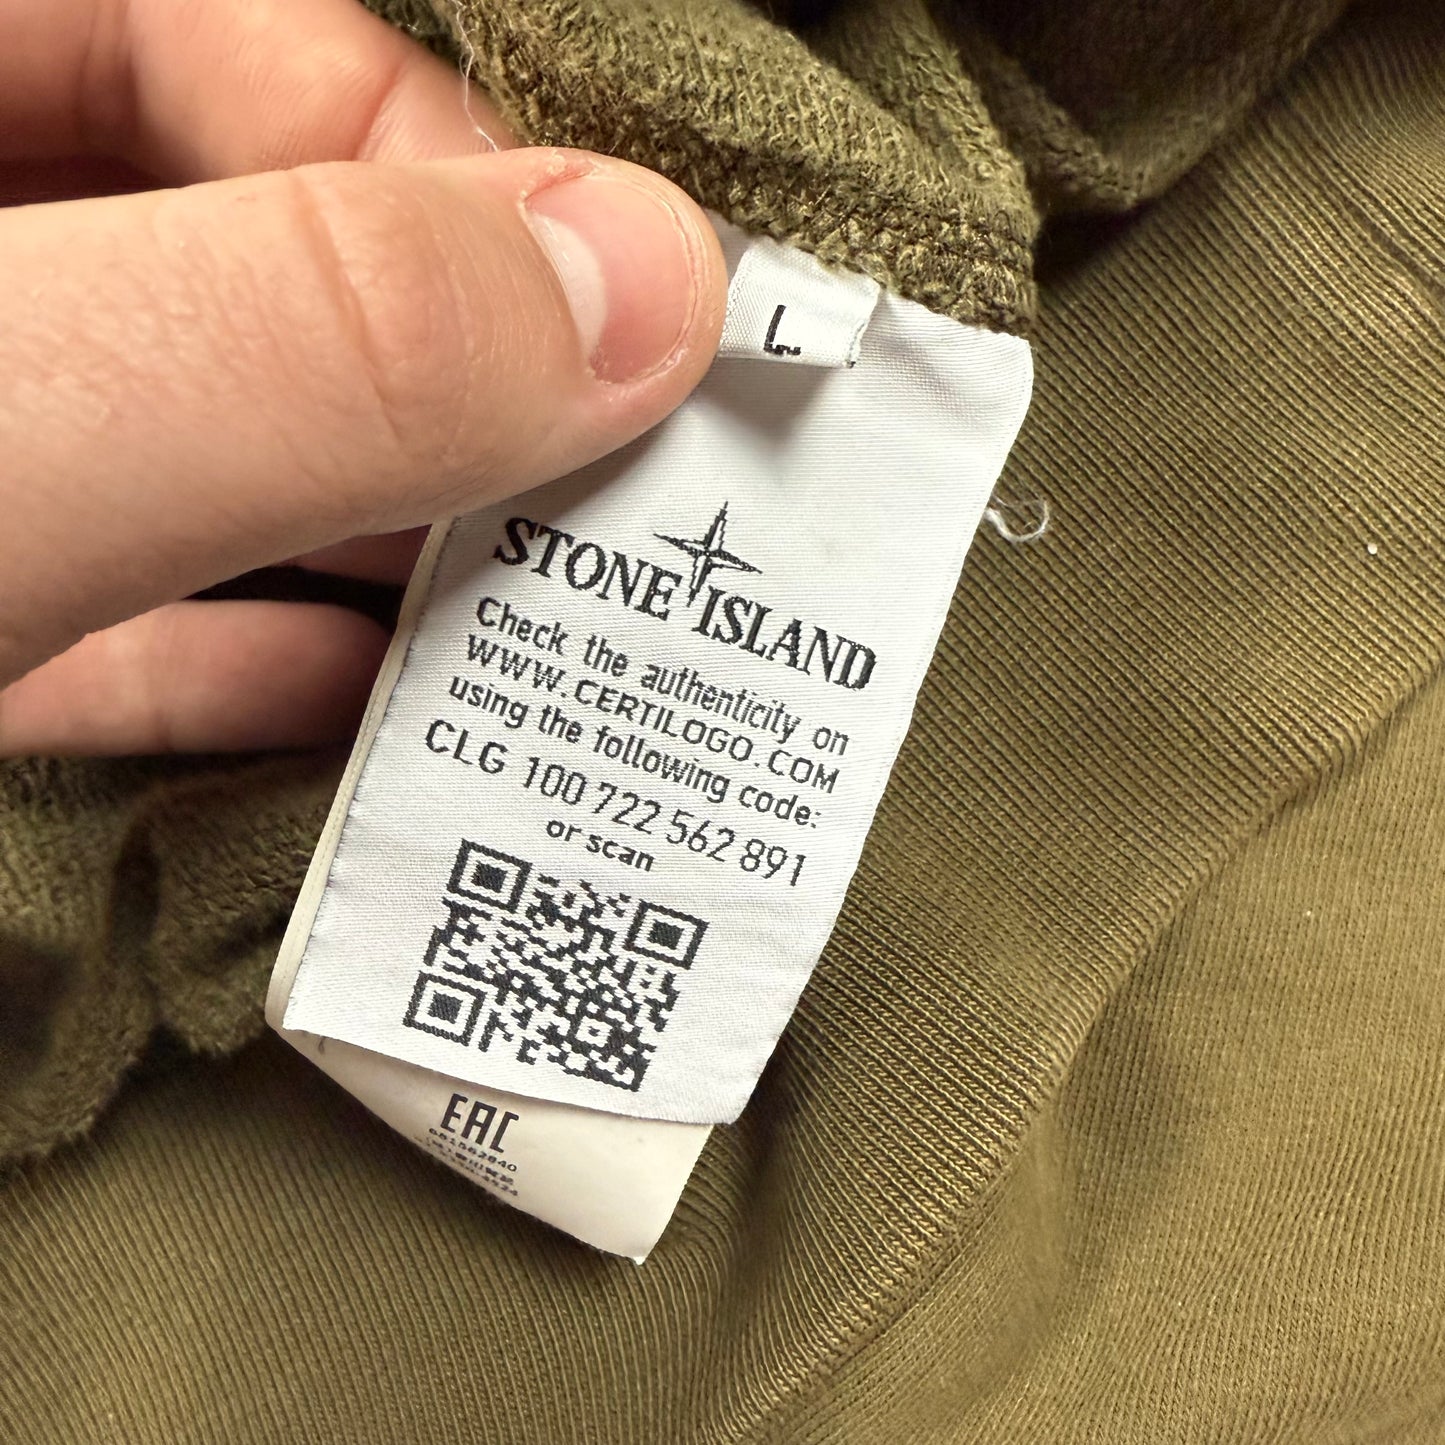 L
STONE ISLAND
Check the authenticity on
WWW.CERTILOGO.COM
using the following code:
CLG 100 722 562 891
or scan
EAC